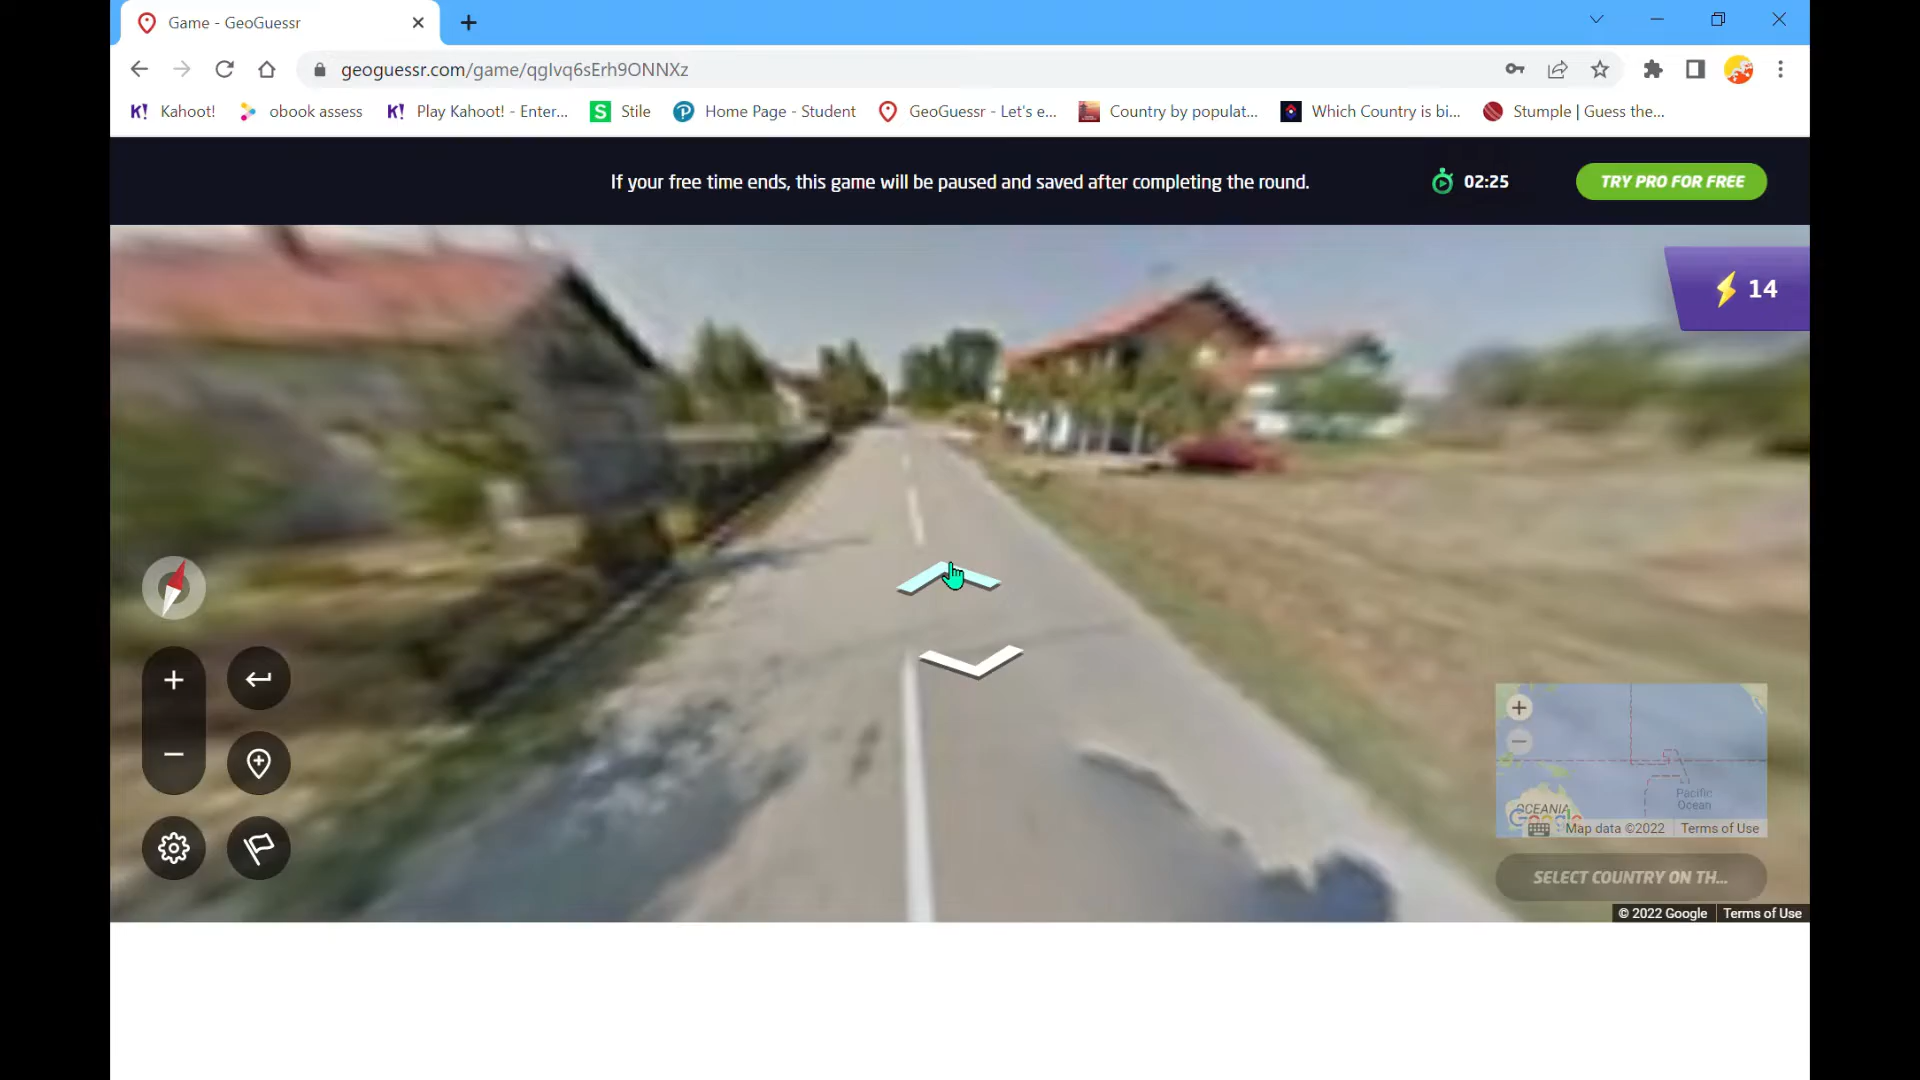 Game - GeoGuessr
geoguessr.com/game/qgIvq6sErh9ONNXz
K! Kahoot!
obook assess
K! Play Kahoot! - Enter...
S Stile
P Home Page - Student
GeoGuessr - Let's e...
Country by populat...
Which Country is bi...
Stumple | Guess the...
If your free time ends, this game will be paused and saved after completing the round.
02:25
TRY PRO FOR FREE
14
Pacific
Ocean
OCEANIA
Google
Map data ©2022
Terms of Use
SELECT COUNTRY ON TH...
© 2022 Google
Terms of Use